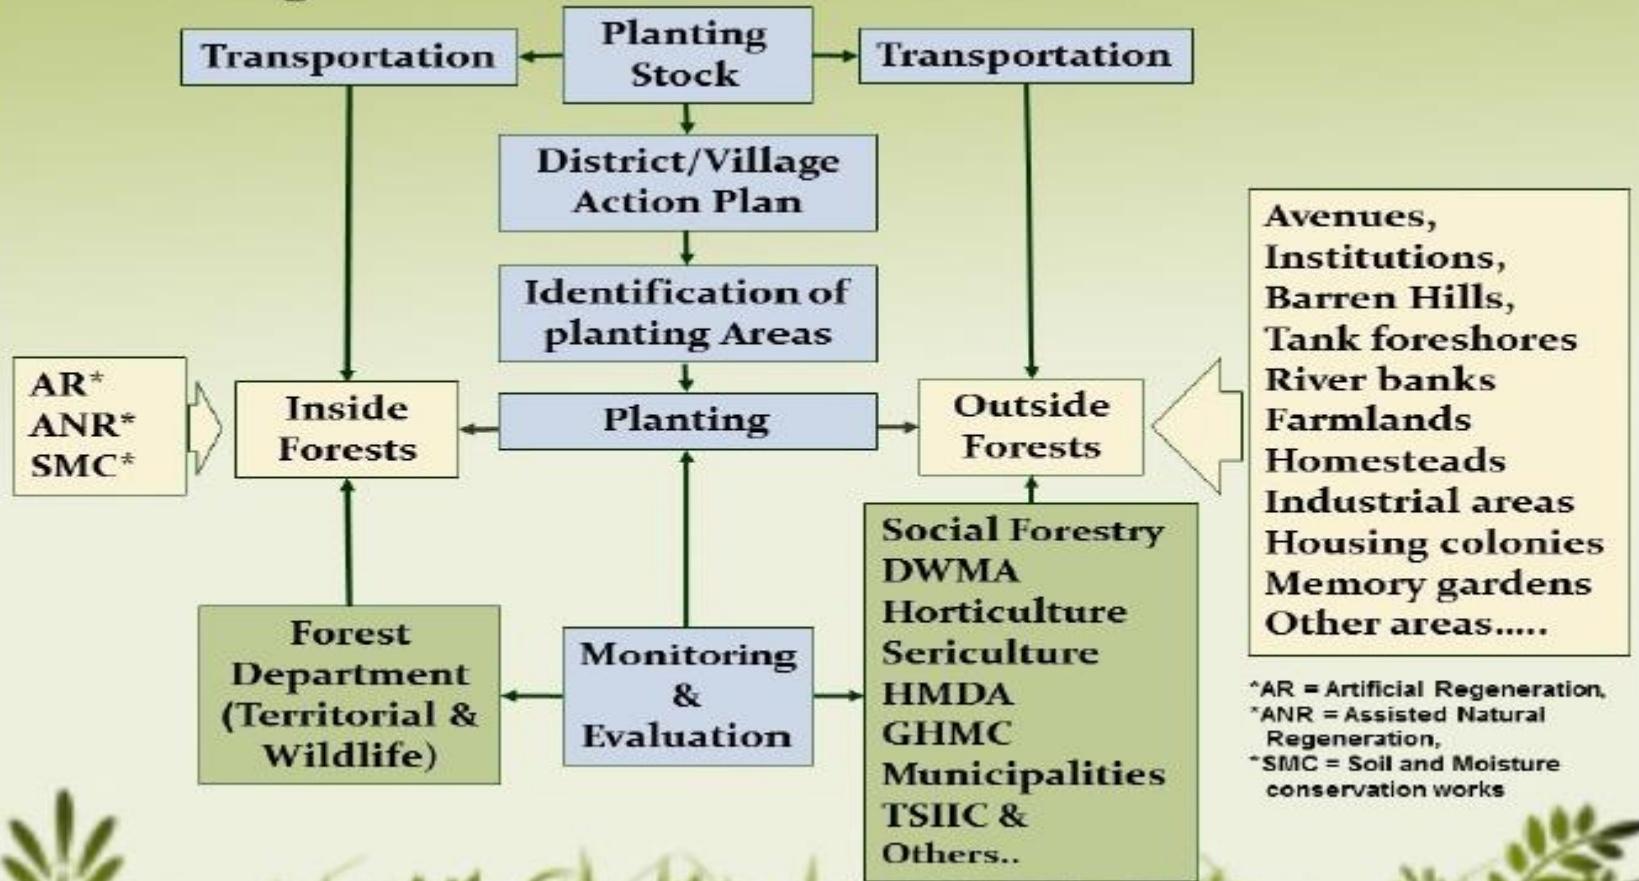 Transportation
Planting
Stock
Transportation
District/Village
Action Plan
Identification of
planting Areas
Planting
AR*
ANR*
SMC*
Inside
Forests
Outside
Forests
Avenues,
Institutions,
Barren Hills,
Tank foreshores
River banks
Farmlands
Homesteads
Industrial areas
Housing colonies
Memory gardens
Other areas.....
Forest
Department
(Territorial &
Wildlife)
Monitoring
&
Evaluation
Social Forestry
DWMA
Horticulture
Sericulture
HMDA
GHMC
Municipalities
TSIIC &
Others..
*AR = Artificial Regeneration,
*ANR = Assisted Natural
Regeneration,
*SMC = Soil and Moisture
conservation works